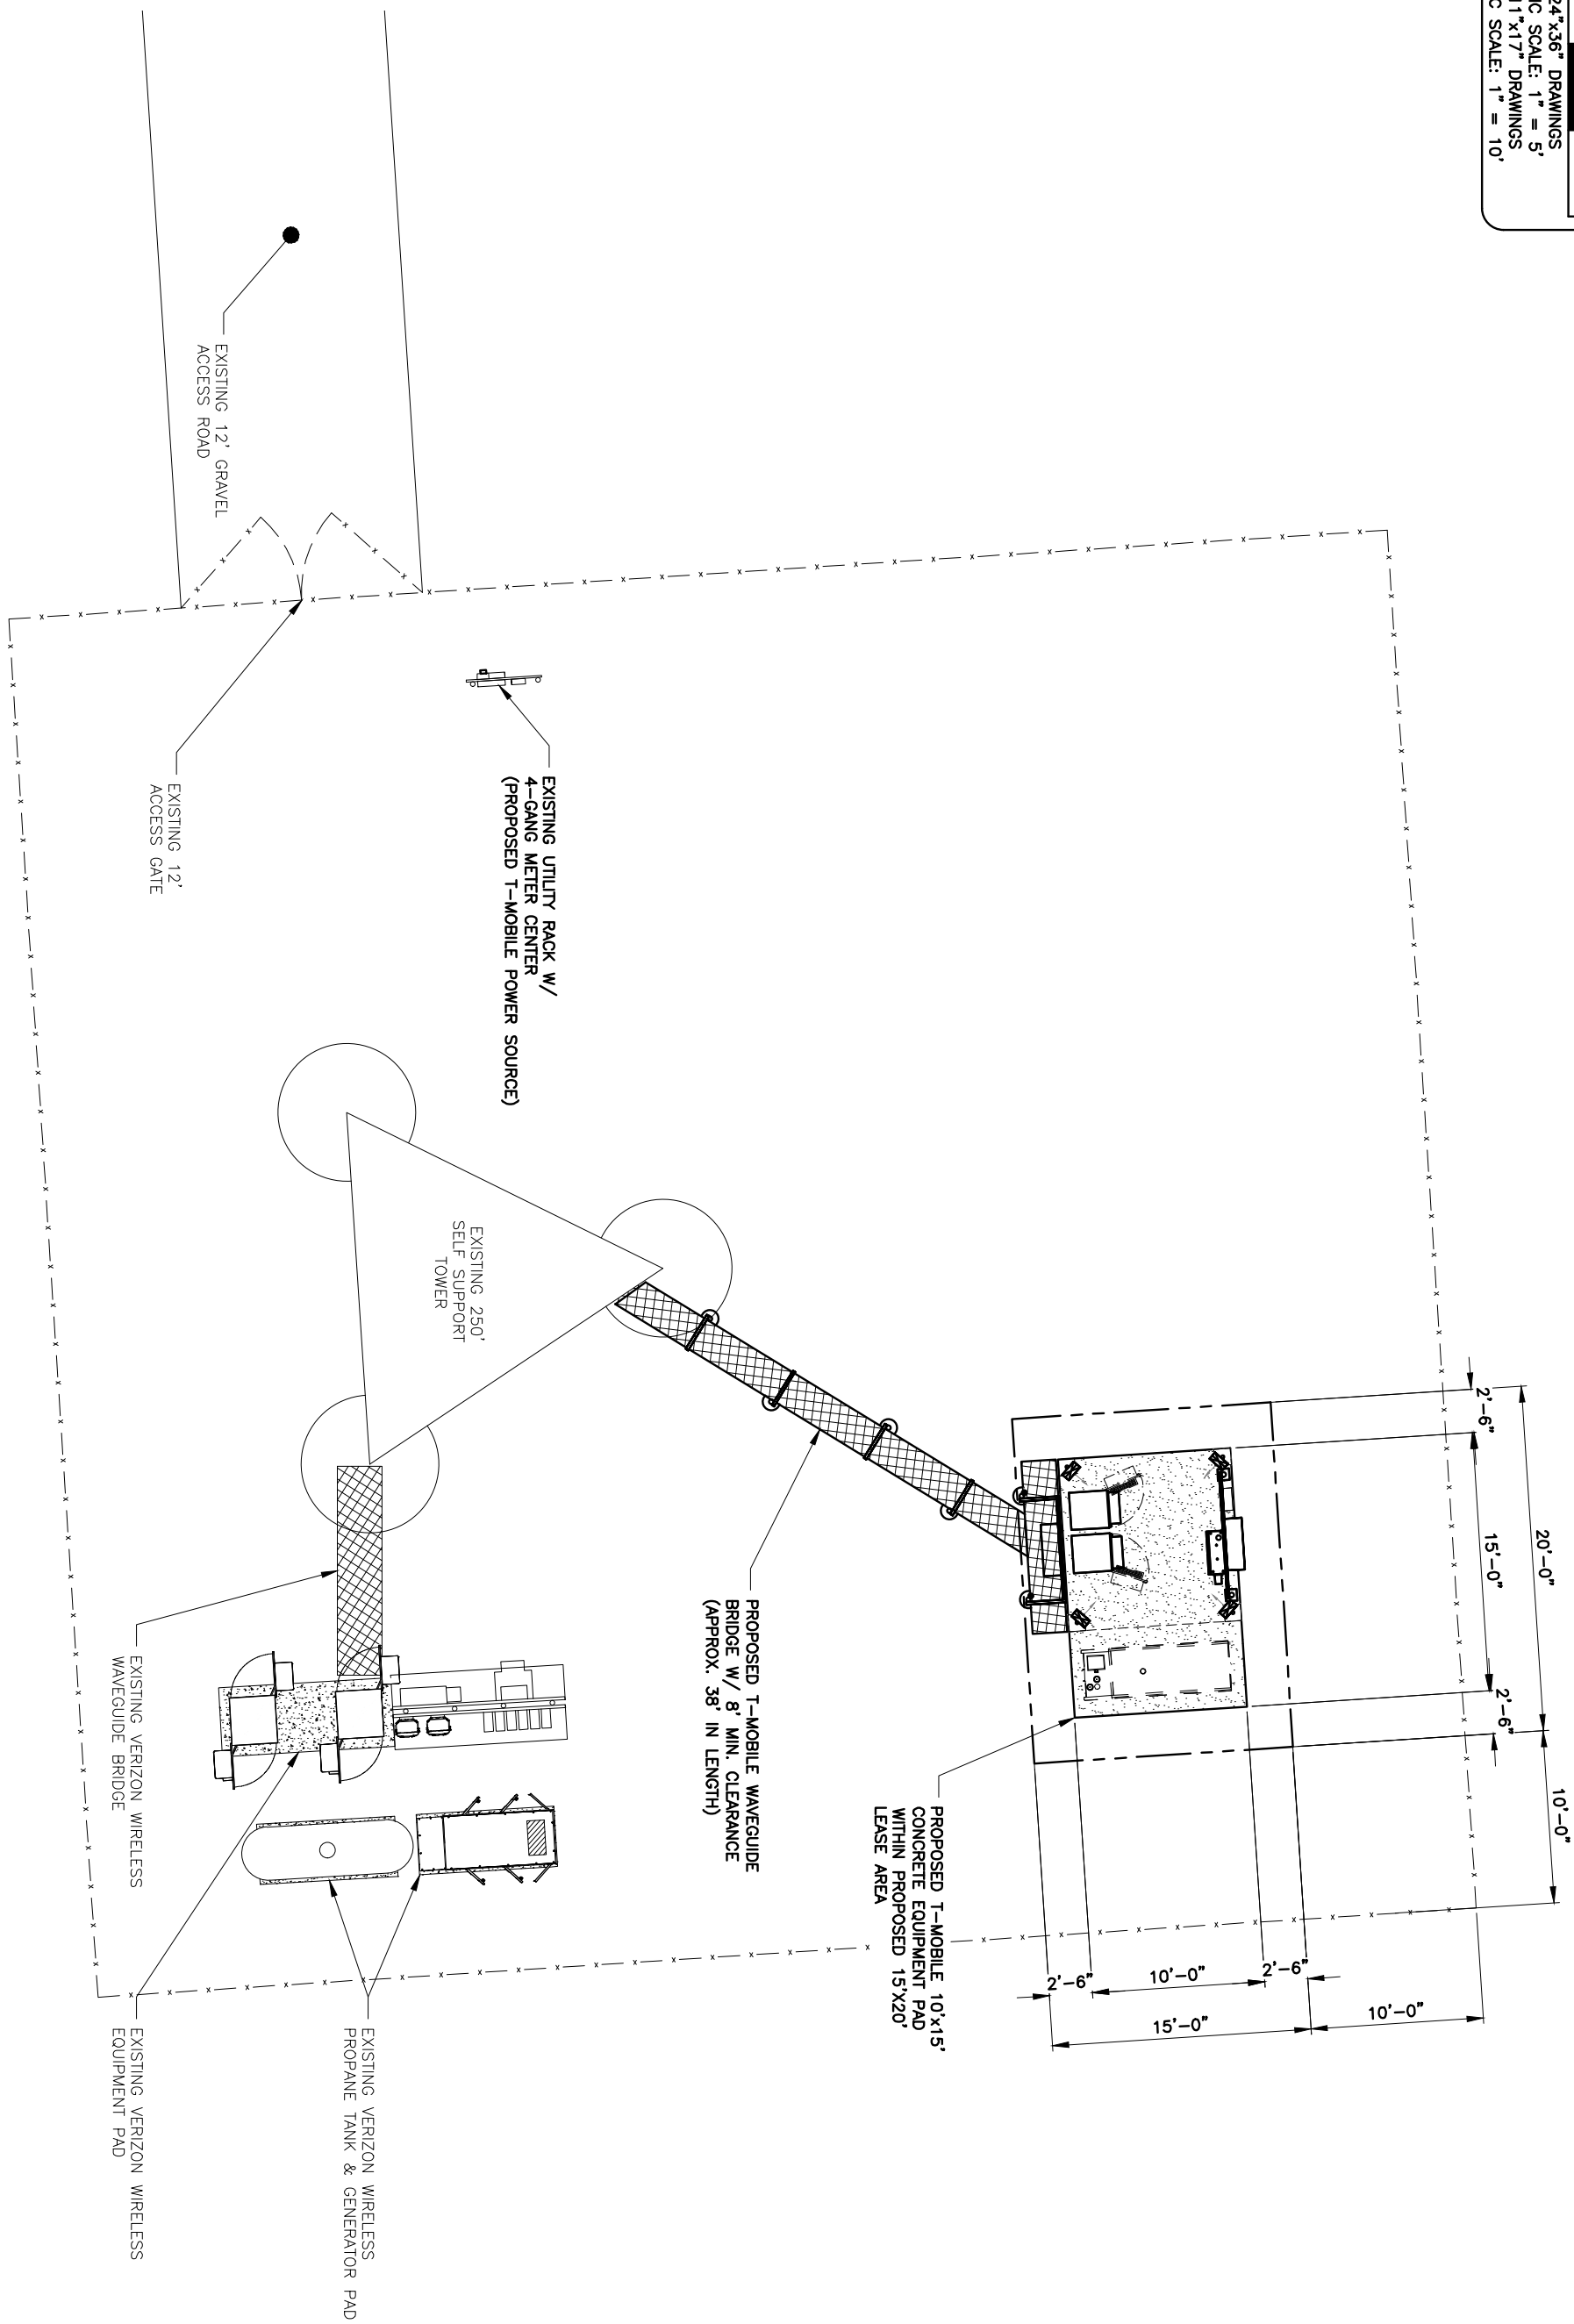 24"x36" DRAWINGS
IC SCALE: 1" = 5'
11"x17" DRAWINGS
C SCALE: 1" = 10'
20'-0"
2'-6"
15'-0"
2'-6"
10'-0"
2'-6"
10'-0"
2'-6"
15'-0"
10'-0"
PROPOSED T-MOBILE 10'x15'
CONCRETE EQUIPMENT PAD
WITHIN PROPOSED 15'X20'
LEASE AREA
PROPOSED T-MOBILE WAVEGUIDE
BRIDGE W/ 8' MIN. CLEARANCE
(APPROX. 38' IN LENGTH)
EXISTING UTILITY RACK W/
4-GANG METER CENTER
(PROPOSED T-MOBILE POWER SOURCE)
EXISTING 250'
SELF SUPPORT
TOWER
EXISTING 12' GRAVEL
ACCESS ROAD
EXISTING 12'
ACCESS GATE
EXISTING VERIZON WIRELESS
WAVEGUIDE BRIDGE
EXISTING VERIZON WIRELESS
PROPANE TANK & GENERATOR PAD
EXISTING VERIZON WIRELESS
EQUIPMENT PAD